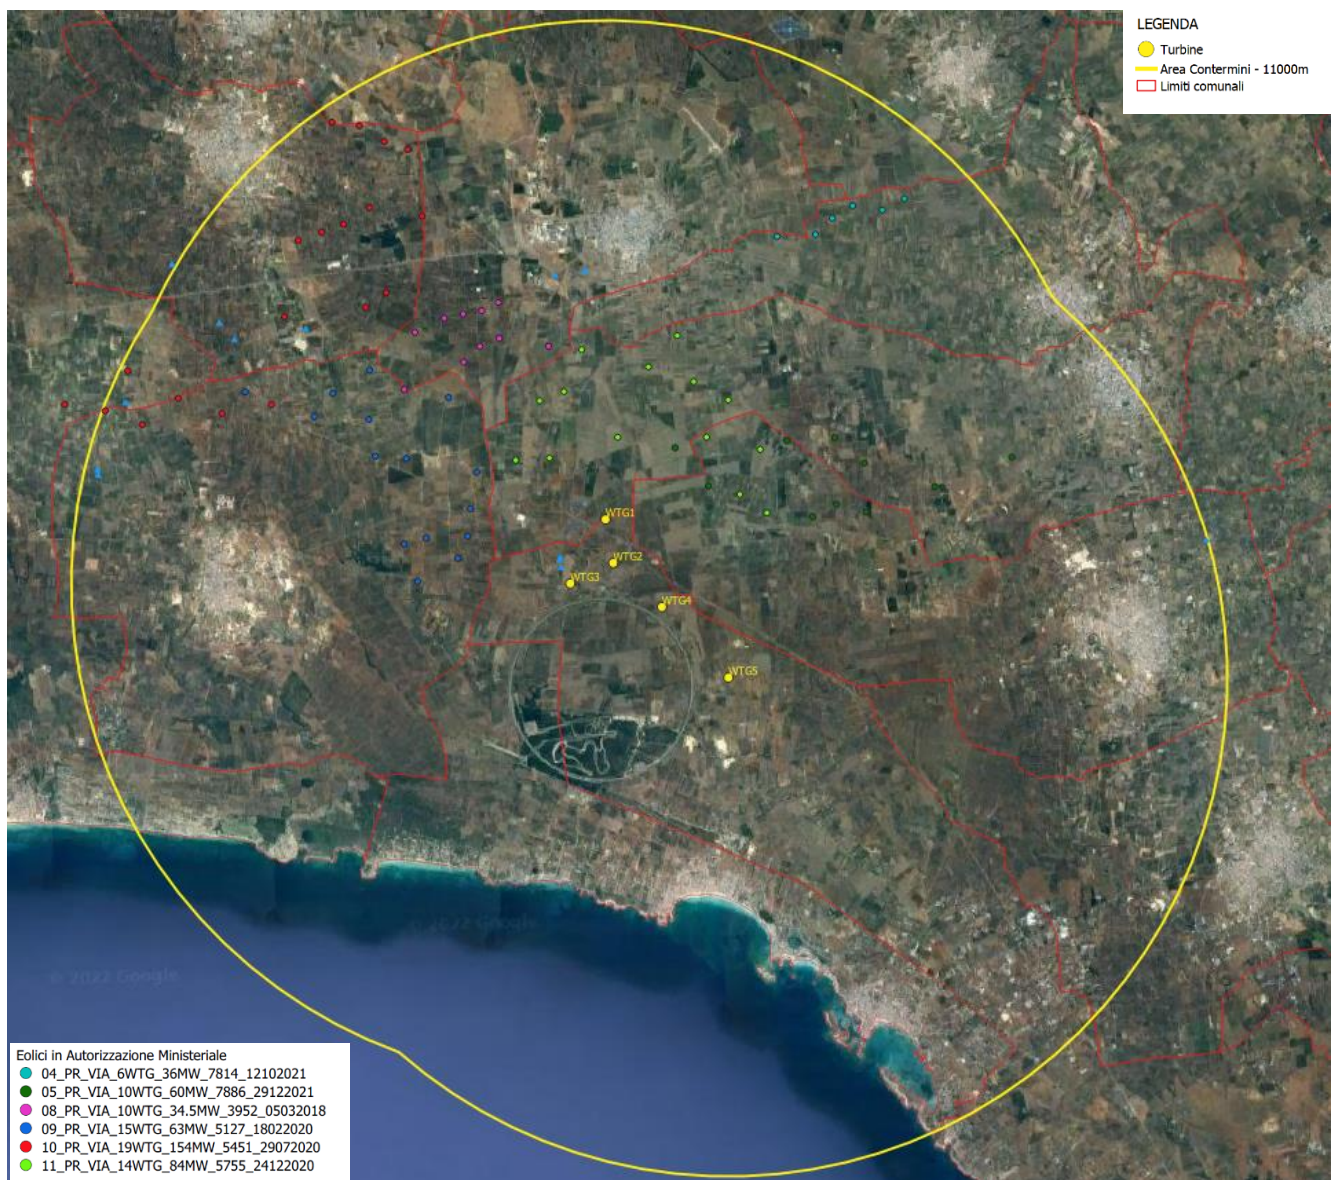 LEGENDA
Turbine
Area Contermini - 11000m
Limiti comunali
WTG1
WTG2
WTG3
WTG4
WTG5
© 2022 Google
© 2022 Google
Eolici in Autorizzazione Ministeriale
04_PR_VIA_6WTG_36MW_7814_12102021
05_PR_VIA_10WTG_60MW_7886_29122021
08_PR_VIA_10WTG_34.5MW_3952_05032018
09_PR_VIA_15WTG_63MW_5127_18022020
10_PR_VIA_19WTG_154MW_5451_29072020
11_PR_VIA_14WTG_84MW_5755_24122020